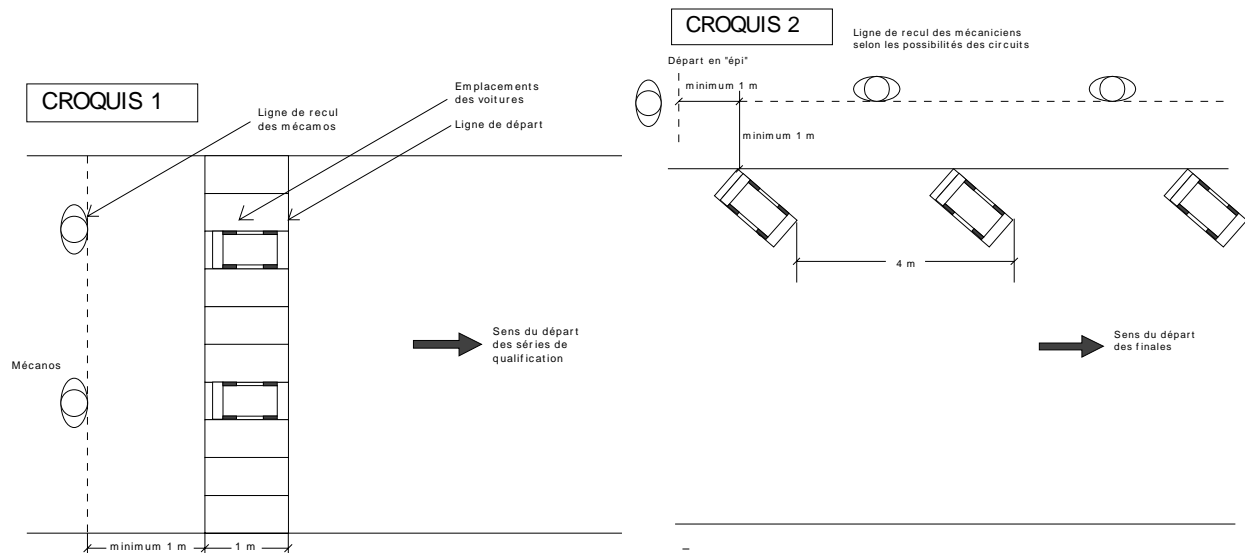 CROQUIS 1
Ligne de recul
des mécamos
Emplacements
des voitures
Ligne de départ
Mécanos
Sens du départ
des séries de
qualification
minimum 1 m
1 m
CROQUIS 2
Ligne de recul des mécaniciens
selon les possibilités des circuits
Départ en "épi"
minimum 1 m
minimum 1 m
4 m
Sens du départ
des finales